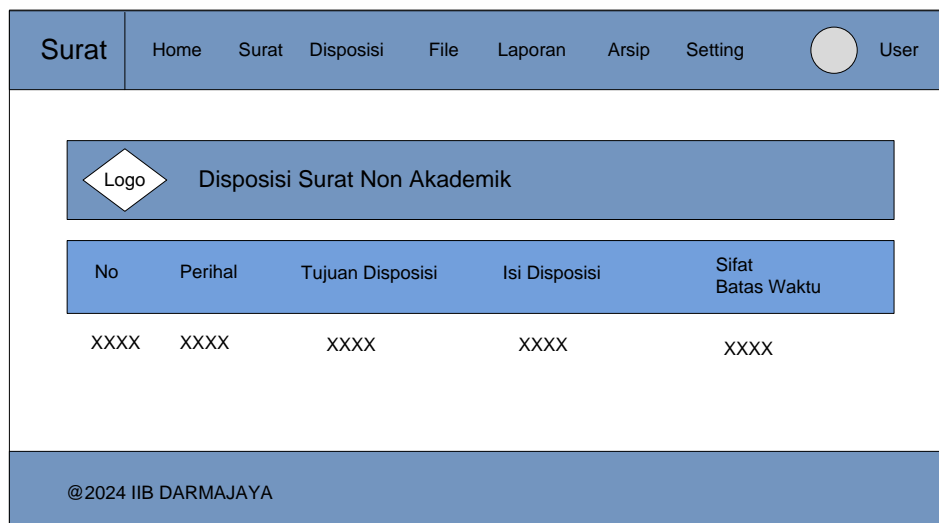 Surat Home Surat Disposisi File Laporan Arsip Setting User
Logo Disposisi Surat Non Akademik
No Perihal Tujuan Disposisi Isi Disposisi Sifat
Batas Waktu
XXXX XXXX XXXX XXXX XXXX
@2024 IIB DARMAJAYA